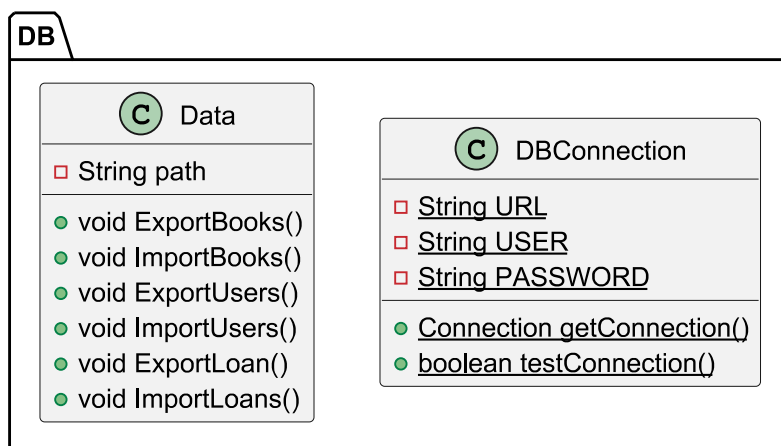 DB
C Data
String path
void ExportBooks()
void ImportBooks()
void ExportUsers()
void ImportUsers()
void ExportLoan()
void ImportLoans()
C DBConnection
String URL
String USER
String PASSWORD
Connection getConnection()
boolean testConnection()